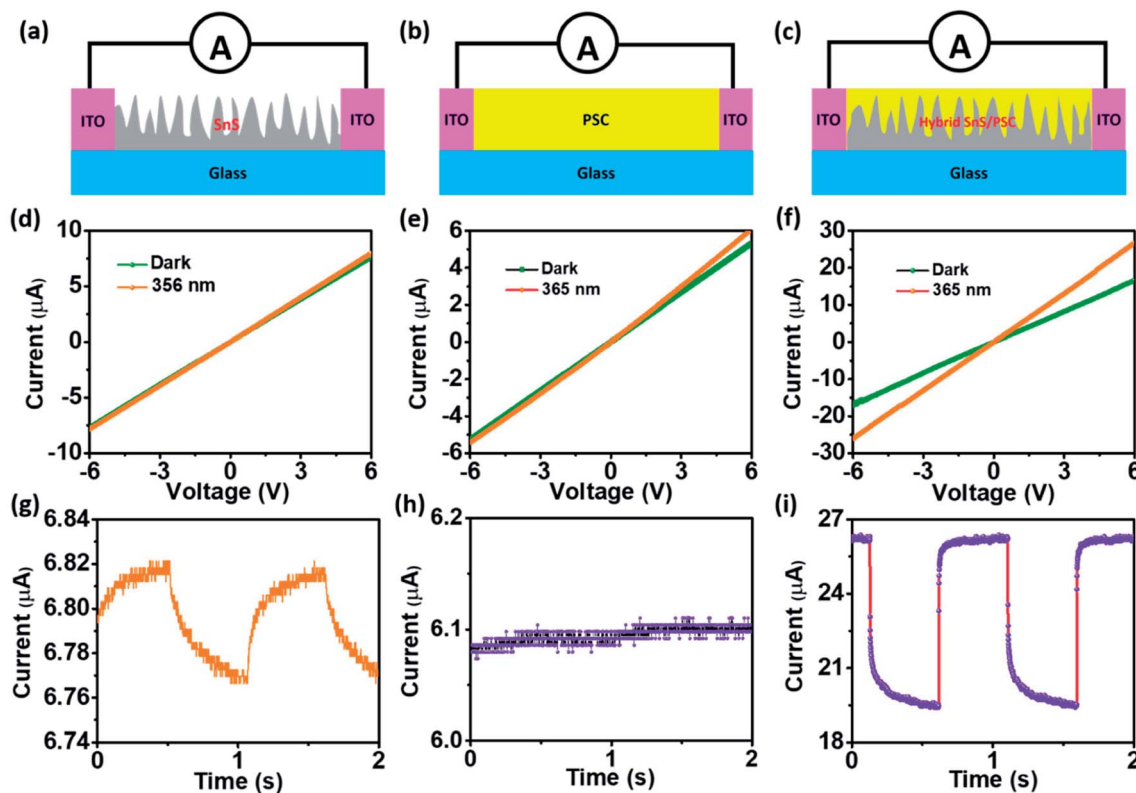 (a) (b) (c)
A A A
ITO SnS ITO ITO PSC ITO ITO Hybrid SnS/PSC ITO
Glass Glass Glass
(d) (e) (f)
10 6 30
Dark Dark Dark
356 nm 365 nm 365 nm
5 4 20
2 10
0 0 0
-2 -10
-5 -4 -20
-10 -6 -30
Current (μA) Current (μA) Current (μA)
-6 -3 0 3 6 -6 -3 0 3 6 -6 -3 0 3 6
Voltage (V) Voltage (V) Voltage (V)
(g) (h) (i)
6.84 6.2 27
6.82 24
6.80 6.1 21
6.78
6.76
6.74 6.0 18
Current (μA) Current (μA) Current (μA)
0 1 2 0 1 2 0 1 2
Time (s) Time (s) Time (s)